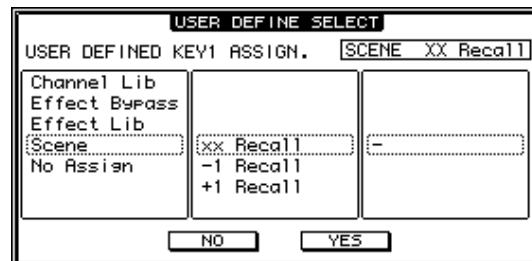 USER DEFINE SELECT
USER DEFINED KEY1 ASSIGN. SCENE XX Recall
Channel Lib
Effect Bypass
Effect Lib
Scene
No Assign
xx Recall
-1 Recall
+1 Recall
-
NO YES